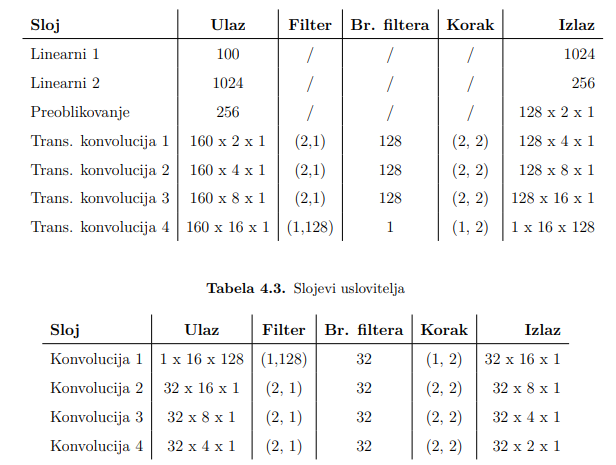 Sloj Ulaz Filter Br. filtera Korak Izlaz
Linearni 1 100 / / / 1024
Linearni 2 1024 / / / 256
Preoblikovanje 256 / / / 128 x 2 x 1
Trans. konvolucija 1 160 x 2 x 1 (2,1) 128 (2, 2) 128 x 4 x 1
Trans. konvolucija 2 160 x 4 x 1 (2,1) 128 (2, 2) 128 x 8 x 1
Trans. konvolucija 3 160 x 8 x 1 (2,1) 128 (2, 2) 128 x 16 x 1
Trans. konvolucija 4 160 x 16 x 1 (1,128) 1 (1, 2) 1 x 16 x 128
Tabela 4.3. Slojevi uslovitelja
Sloj Ulaz Filter Br. filtera Korak Izlaz
Konvolucija 1 1 x 16 x 128 (1,128) 32 (1, 2) 32 x 16 x 1
Konvolucija 2 32 x 16 x 1 (2, 1) 32 (2, 2) 32 x 8 x 1
Konvolucija 3 32 x 8 x 1 (2, 1) 32 (2, 2) 32 x 4 x 1
Konvolucija 4 32 x 4 x 1 (2, 1) 32 (2, 2) 32 x 2 x 1